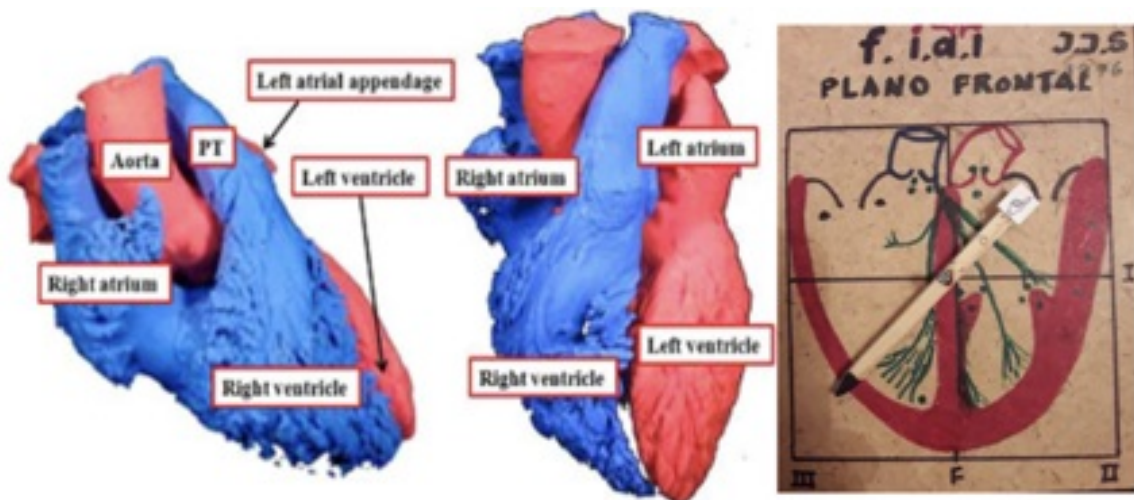 Left atrial appendage
PT
Aorta
Left ventricle
Right atrium
Right ventricle
Left atrium
Right atrium
Left ventricle
Right ventricle
f. i.a.i J.J.S
PLANO FRONTAL
I
III F II